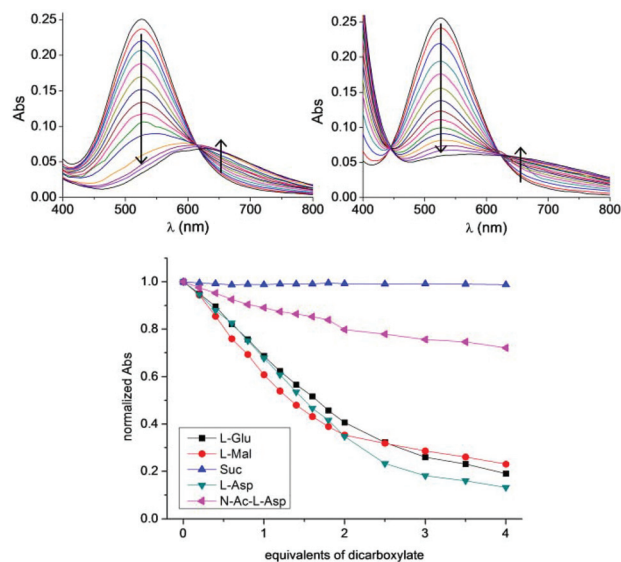 0.25
0.20
0.15
0.10
0.05
0.00
Abs
400 500 600 700 800
λ (nm)
0.25
0.20
0.15
0.10
0.05
0.00
Abs
400 500 600 700 800
λ (nm)
1.0
0.8
0.6
0.4
0.2
0.0
normalized Abs
L-Glu
L-Mal
Suc
L-Asp
N-Ac-L-Asp
0 1 2 3 4
equivalents of dicarboxylate